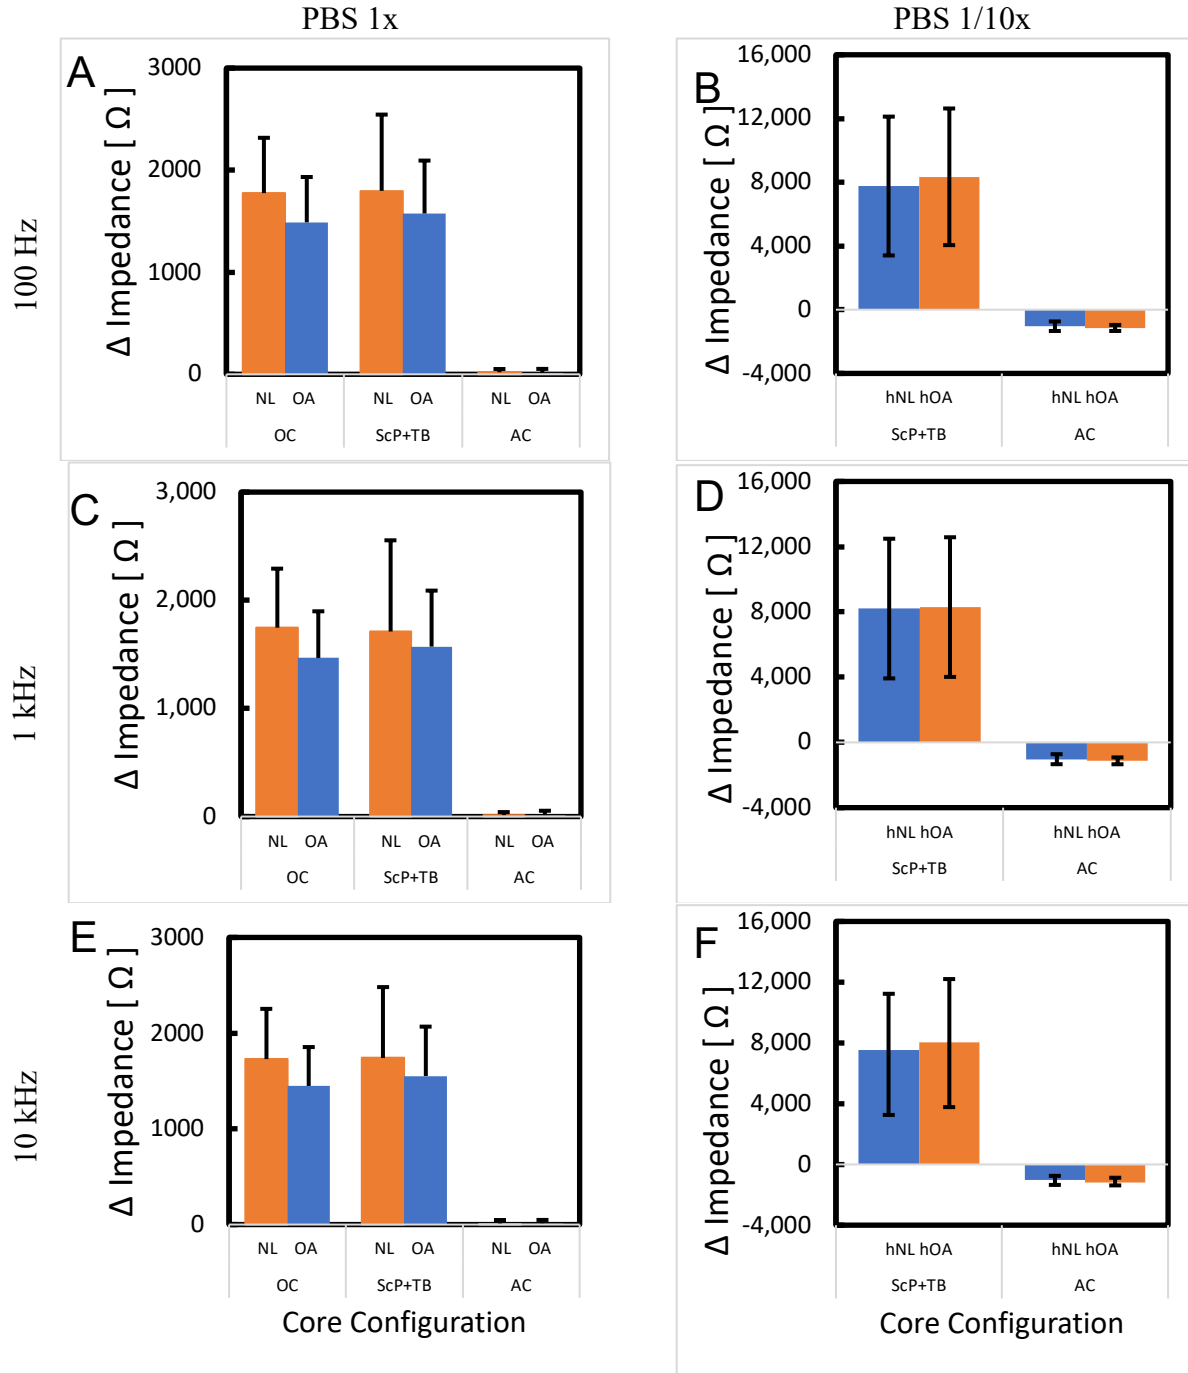 PBS 1x
PBS 1/10x
100 Hz
A
Δ Impedance [ Ω ]
3000
2000
1000
0
NL OA NL OA NL OA
OC ScP+TB AC
B
Δ Impedance [ Ω ]
16,000
12,000
8,000
4,000
0
-4,000
hNL hOA hNL hOA
ScP+TB AC
1 kHz
C
Δ Impedance [ Ω ]
3,000
2,000
1,000
0
NL OA NL OA NL OA
OC ScP+TB AC
D
Δ Impedance [ Ω ]
16,000
12,000
8,000
4,000
0
-4,000
hNL hOA hNL hOA
ScP+TB AC
10 kHz
E
Δ Impedance [ Ω ]
3000
2000
1000
0
NL OA NL OA NL OA
OC ScP+TB AC
Core Configuration
F
Δ Impedance [ Ω ]
16,000
12,000
8,000
4,000
0
-4,000
hNL hOA hNL hOA
ScP+TB AC
Core Configuration